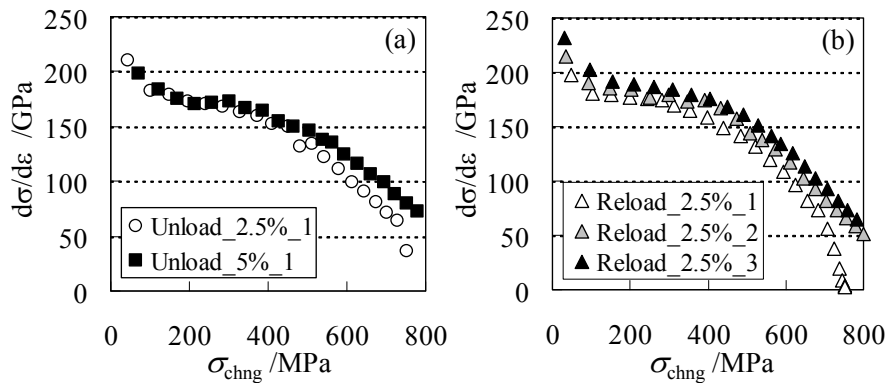 (a)
dσ/dε /GPa
250
200
150
100
50
0
Unload_2.5%_1
Unload_5%_1
0 200 400 600 800
σchng /MPa
(b)
dσ/dε /GPa
250
200
150
100
50
0
Reload_2.5%_1
Reload_2.5%_2
Reload_2.5%_3
0 200 400 600 800
σchng /MPa